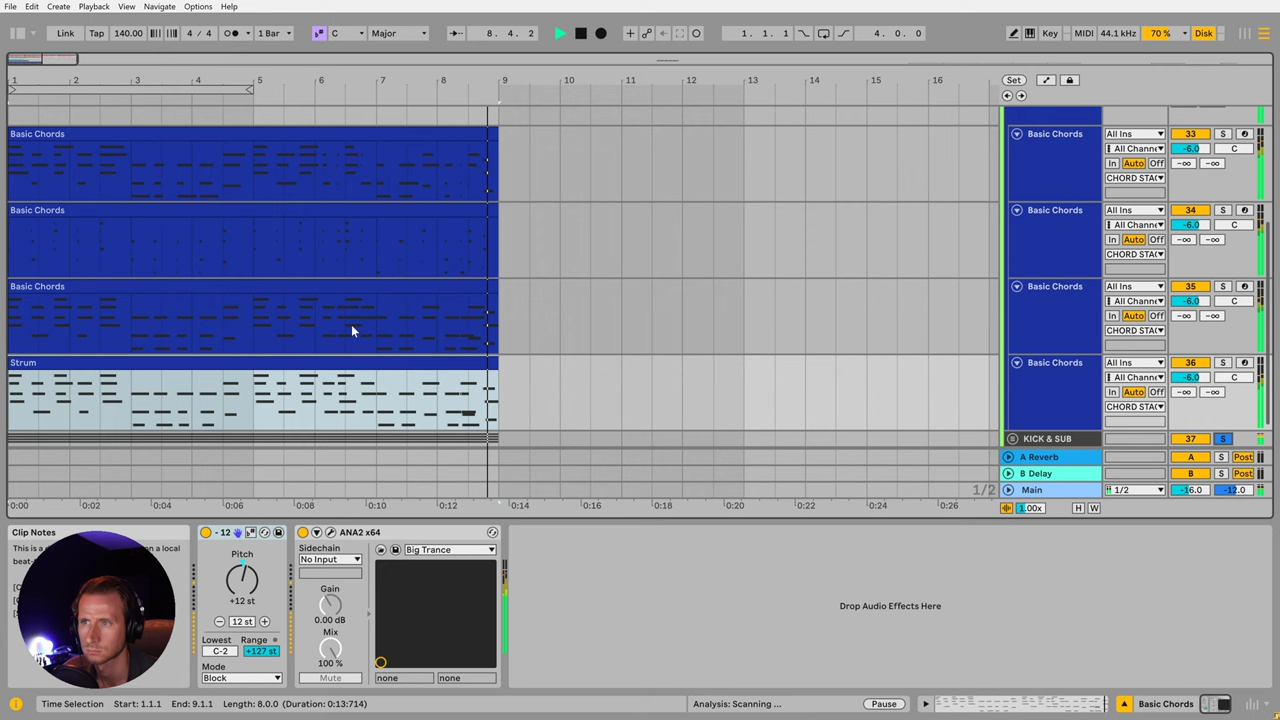 File Edit Create Playback View Navigate Options Help
Link Tap 140.00 4 / 4 1 Bar C Major 8. 4. 2 1. 1. 1 4. 0. 0 Key MIDI 44.1 kHz 70 % Disk
1 2 3 4 5 6 7 8 9 10 11 12 13 14 15 16 Set
Basic Chords Basic Chords All Ins 33 S
All Channe -6.0 C
In Auto Off -∞ -∞
CHORD STA
Basic Chords Basic Chords All Ins 34 S
All Channe -6.0 C
In Auto Off -∞ -∞
CHORD STA
Basic Chords Basic Chords All Ins 35 S
All Channe -6.0 C
In Auto Off -∞ -∞
CHORD STA
Strum Basic Chords All Ins 36 S
All Channe -6.0 C
In Auto Off -∞ -∞
CHORD STA
KICK & SUB 37 S
A Reverb A S Post
B Delay B S Post
1/2 Main 1/2 -16.0 -12.0
0:00 0:02 0:04 0:06 0:08 0:10 0:12 0:14 0:16 0:18 0:20 0:22 0:24 0:26 1.00x H W
Clip Notes - 12 ANA2 x64
This is a on a local
beat-
Pitch Sidechain Big Trance
No Input
+12 st Gain
0.00 dB
12 st Mix
Lowest Range
C-2 +127 st 100 %
Mode
Block Mute none none
Drop Audio Effects Here
Time Selection Start: 1.1.1 End: 9.1.1 Length: 8.0.0 (Duration: 0:13:714) Analysis: Scanning ... Pause Basic Chords